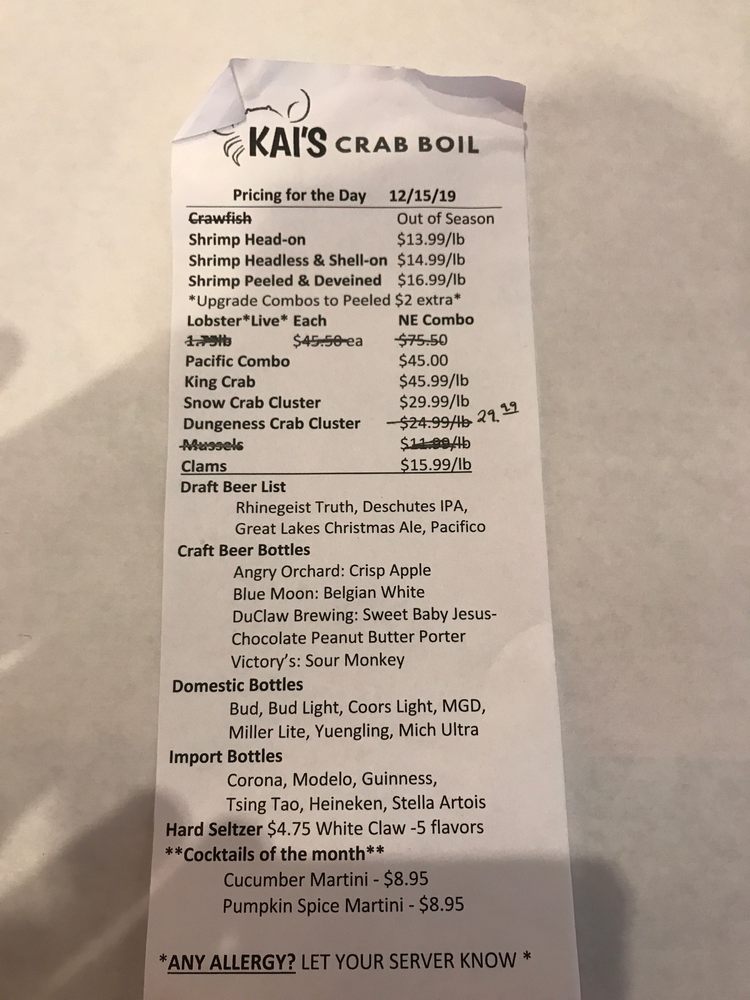 KAI'S CRAB BOIL
Pricing for the Day 12/15/19
Crawfish Out of Season
Shrimp Head-on $13.99/lb
Shrimp Headless & Shell-on $14.99/lb
Shrimp Peeled & Deveined $16.99/lb
*Upgrade Combos to Peeled $2 extra*
Lobster*Live* Each NE Combo
1.75lb $45.50 ea $75.50
Pacific Combo $45.00
King Crab $45.99/lb
Snow Crab Cluster $29.99/lb
Dungeness Crab Cluster $24.99/lb 29.99
Mussels $11.99/lb
Clams $15.99/lb
Draft Beer List
Rhinegeist Truth, Deschutes IPA,
Great Lakes Christmas Ale, Pacifico
Craft Beer Bottles
Angry Orchard: Crisp Apple
Blue Moon: Belgian White
DuClaw Brewing: Sweet Baby Jesus-
Chocolate Peanut Butter Porter
Victory's: Sour Monkey
Domestic Bottles
Bud, Bud Light, Coors Light, MGD,
Miller Lite, Yuengling, Mich Ultra
Import Bottles
Corona, Modelo, Guinness,
Tsing Tao, Heineken, Stella Artois
Hard Seltzer $4.75 White Claw -5 flavors
**Cocktails of the month**
Cucumber Martini - $8.95
Pumpkin Spice Martini - $8.95
*ANY ALLERGY? LET YOUR SERVER KNOW *